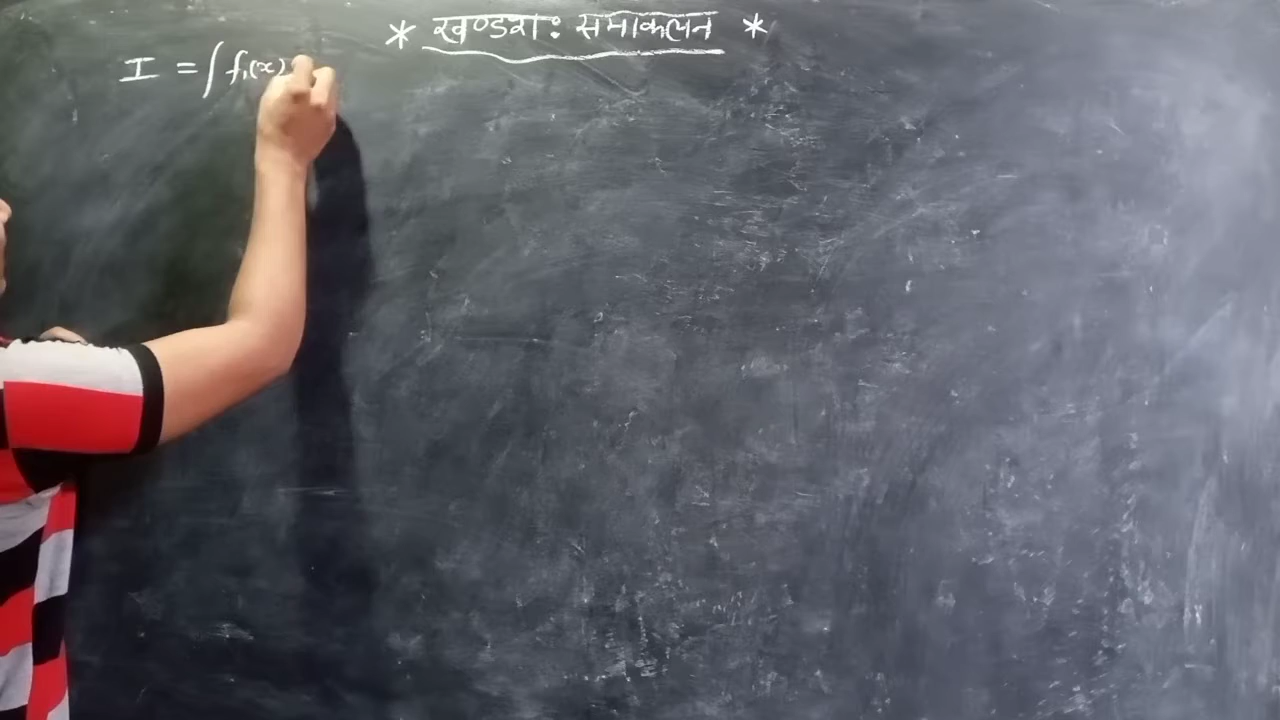 * खण्डश: समाकलन *
I = ∫ f₁(x)